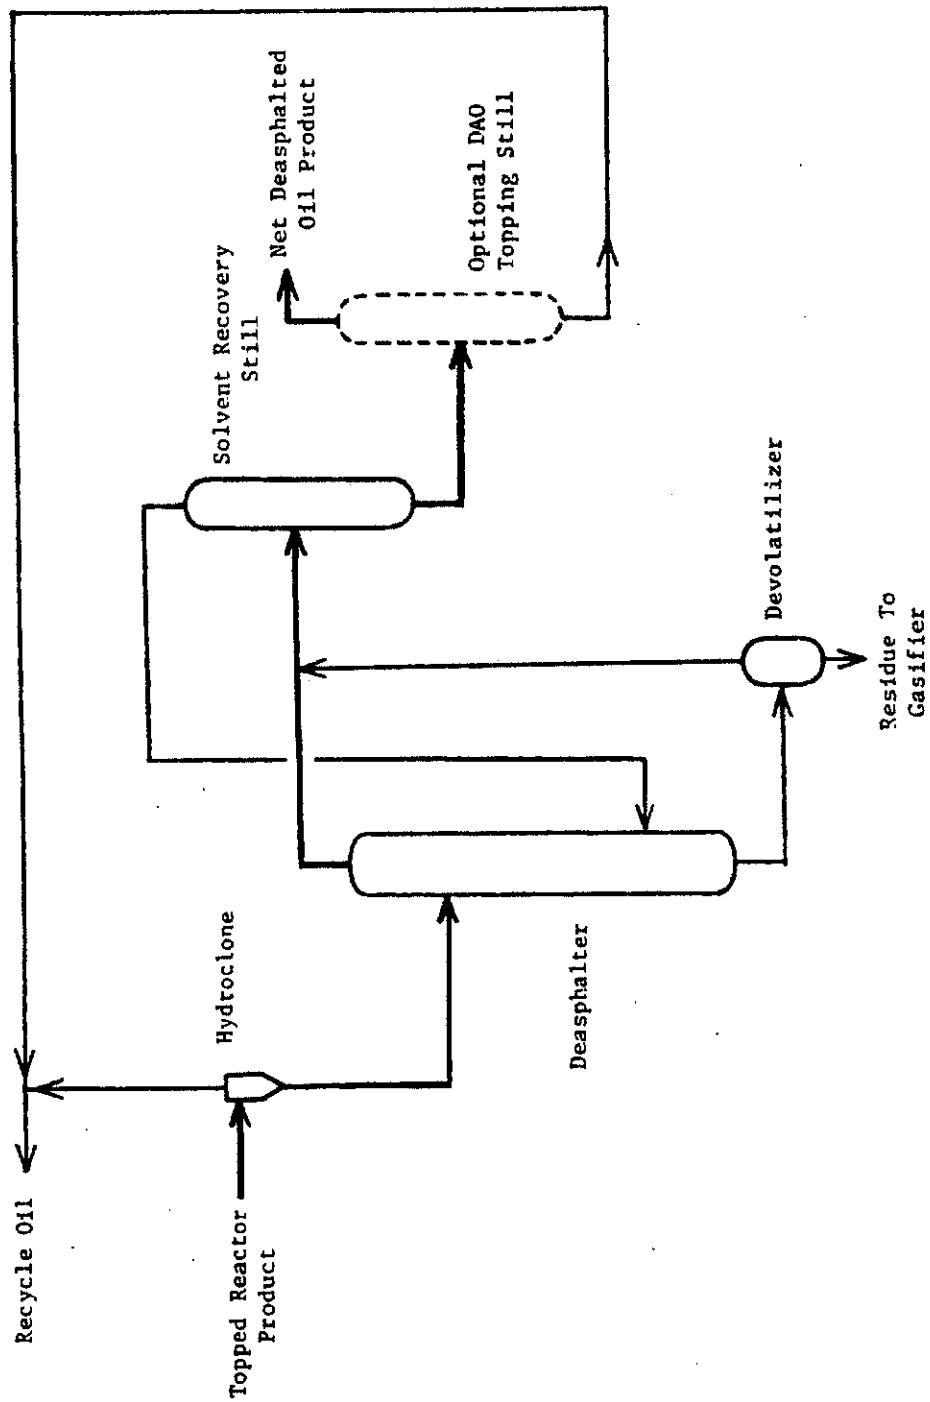 Recycle Oil
Topped Reactor
Product
Hydroclone
Deasphalter
Solvent Recovery
Still
Net Deasphalted
Oil Product
Optional DAO
Topping Still
Devolatilizer
Residue To
Gasifier